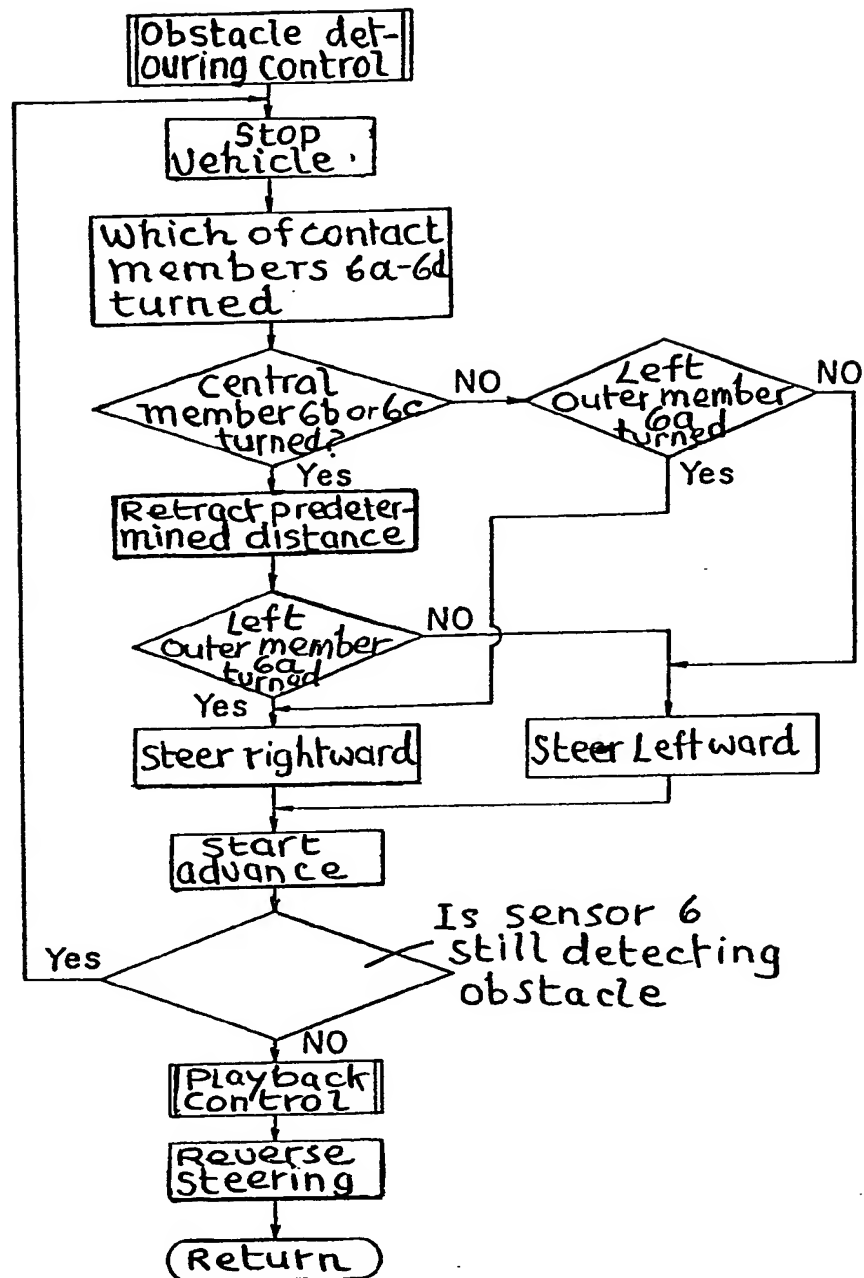 Obstacle det-
ouring control
Stop
Vehicle.
Which of contact
members 6a-6d
turned
Central
member 6b or 6c
turned?
NO
Left
Outer member
6a
turned
NO
Yes
Yes
Retract predeter-
mined distance
Left
Outer member
6a
turned
NO
Yes
Steer rightward
Steer Leftward
Start
advance
Is sensor 6
still detecting
obstacle
Yes
NO
Playback
Control
Reverse
Steering
Return